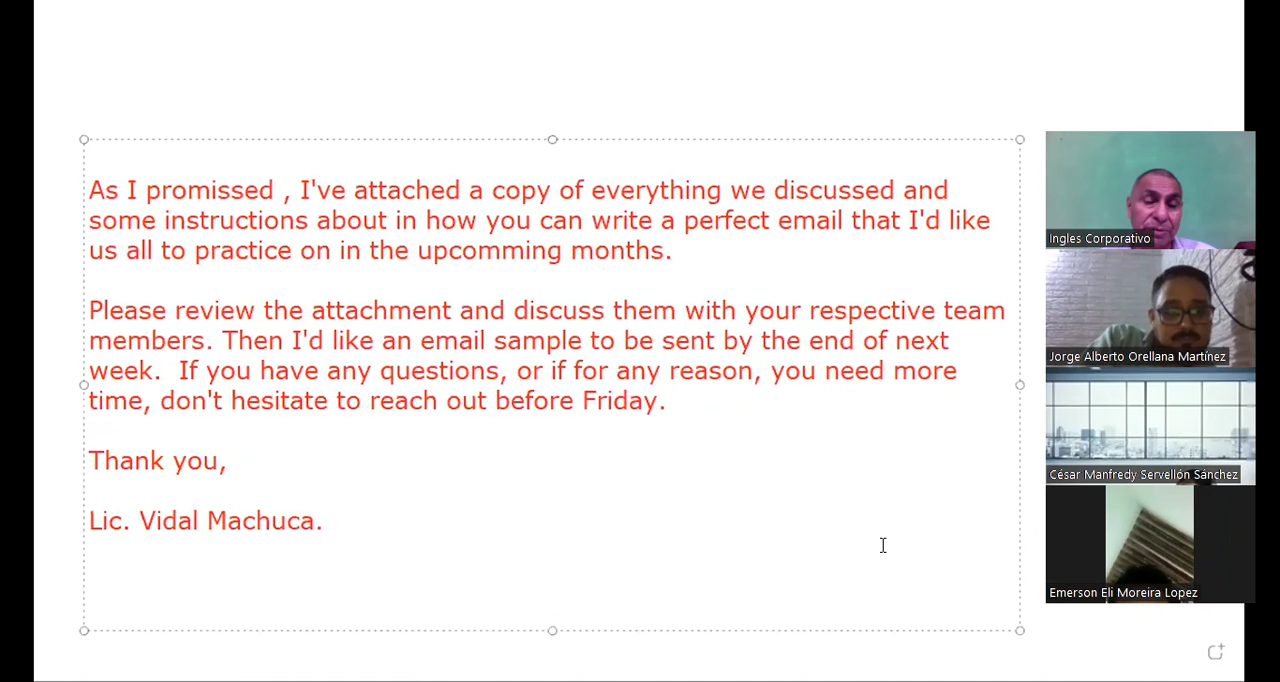 As I promissed , I've attached a copy of everything we discussed and
some instructions about in how you can write a perfect email that I'd like
us all to practice on in the upcomming months.
Please review the attachment and discuss them with your respective team
members. Then I'd like an email sample to be sent by the end of next
week.  If you have any questions, or if for any reason, you need more
time, don't hesitate to reach out before Friday.
Thank you,
Lic. Vidal Machuca.
Ingles Corporativo
Jorge Alberto Orellana Martínez
César Manfredy Servellón Sánchez
Emerson Eli Moreira Lopez